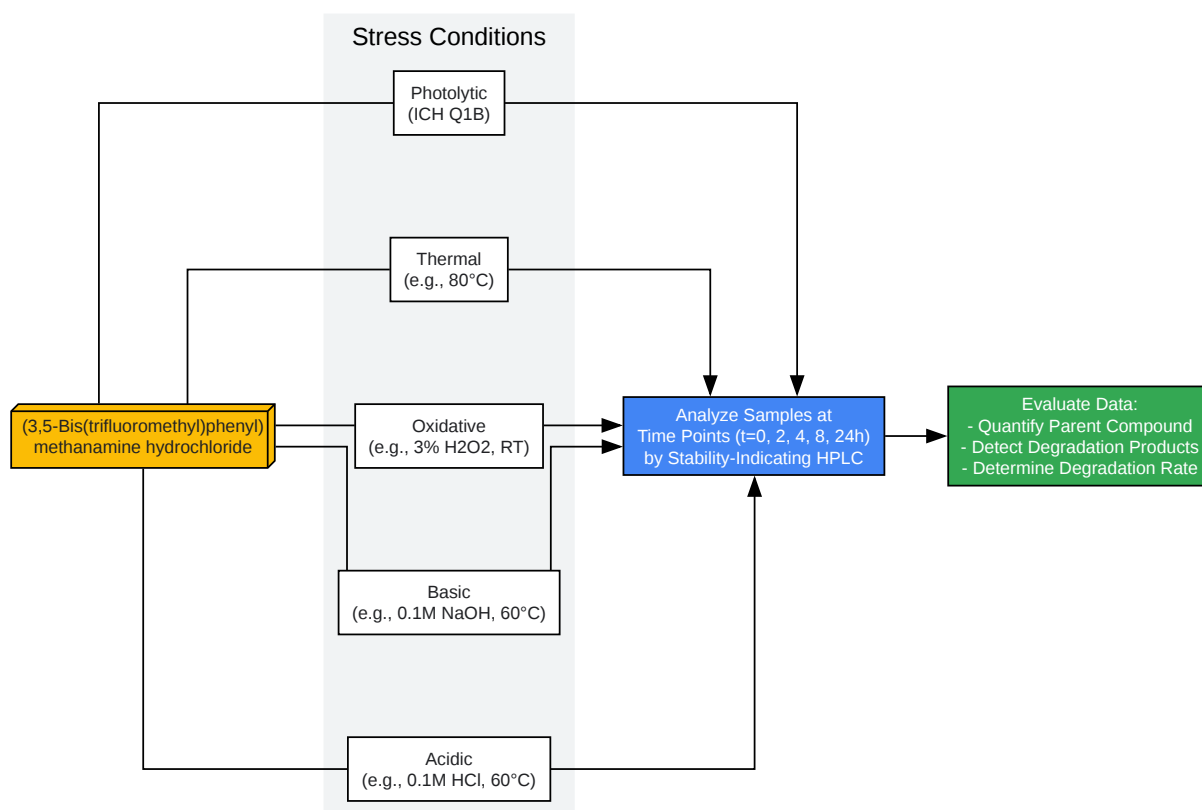 Stress Conditions
Photolytic
(ICH Q1B)
Thermal
(e.g., 80°C)
(3,5-Bis(trifluoromethyl)phenyl)
methanamine hydrochloride
Oxidative
(e.g., 3% H2O2, RT)
Basic
(e.g., 0.1M NaOH, 60°C)
Acidic
(e.g., 0.1M HCl, 60°C)
Analyze Samples at
Time Points (t=0, 2, 4, 8, 24h)
by Stability-Indicating HPLC
Evaluate Data:
- Quantify Parent Compound
- Detect Degradation Products
- Determine Degradation Rate